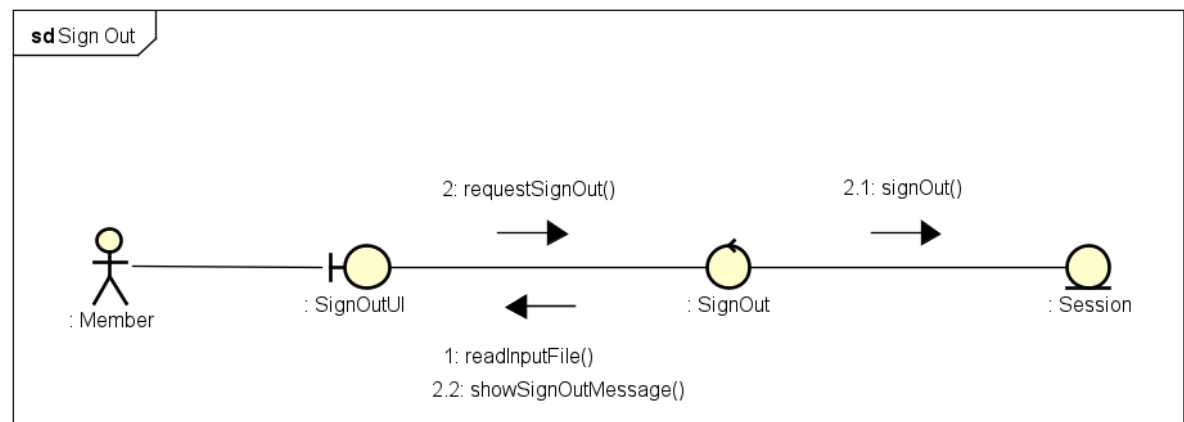 sd Sign Out
2: requestSignOut()
2.1: signOut()
: Member
: SignOutUI
: SignOut
: Session
1: readInputFile()
2.2: showSignOutMessage()